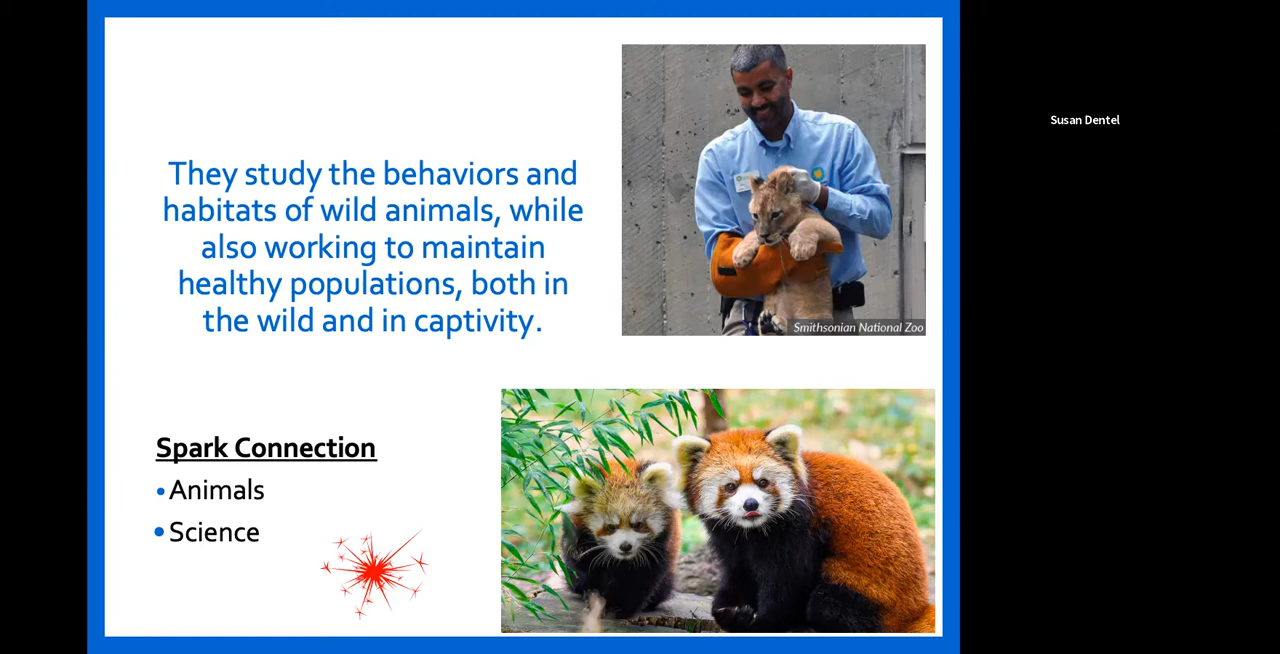 They study the behaviors and
habitats of wild animals, while
also working to maintain
healthy populations, both in
the wild and in captivity.
Smithsonian National Zoo
Susan Dentel
Spark Connection
• Animals
• Science